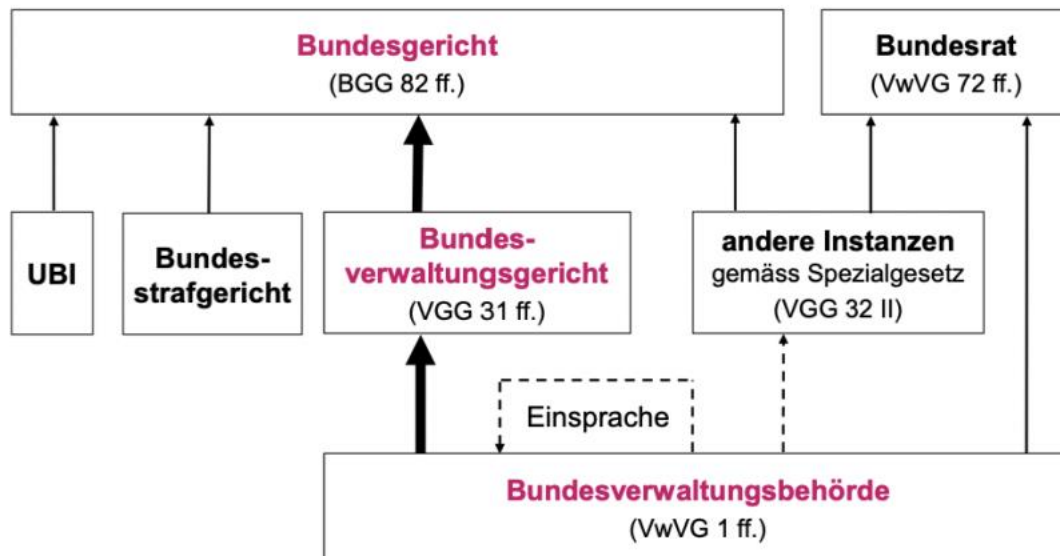 Bundesgericht
(BGG 82 ff.)
Bundesrat
(VwVG 72 ff.)
UBI
Bundes-
strafgericht
Bundes-
verwaltungsgericht
(VGG 31 ff.)
andere Instanzen
gemäss Spezialgesetz
(VGG 32 II)
Einsprache
Bundesverwaltungsbehörde
(VwVG 1 ff.)